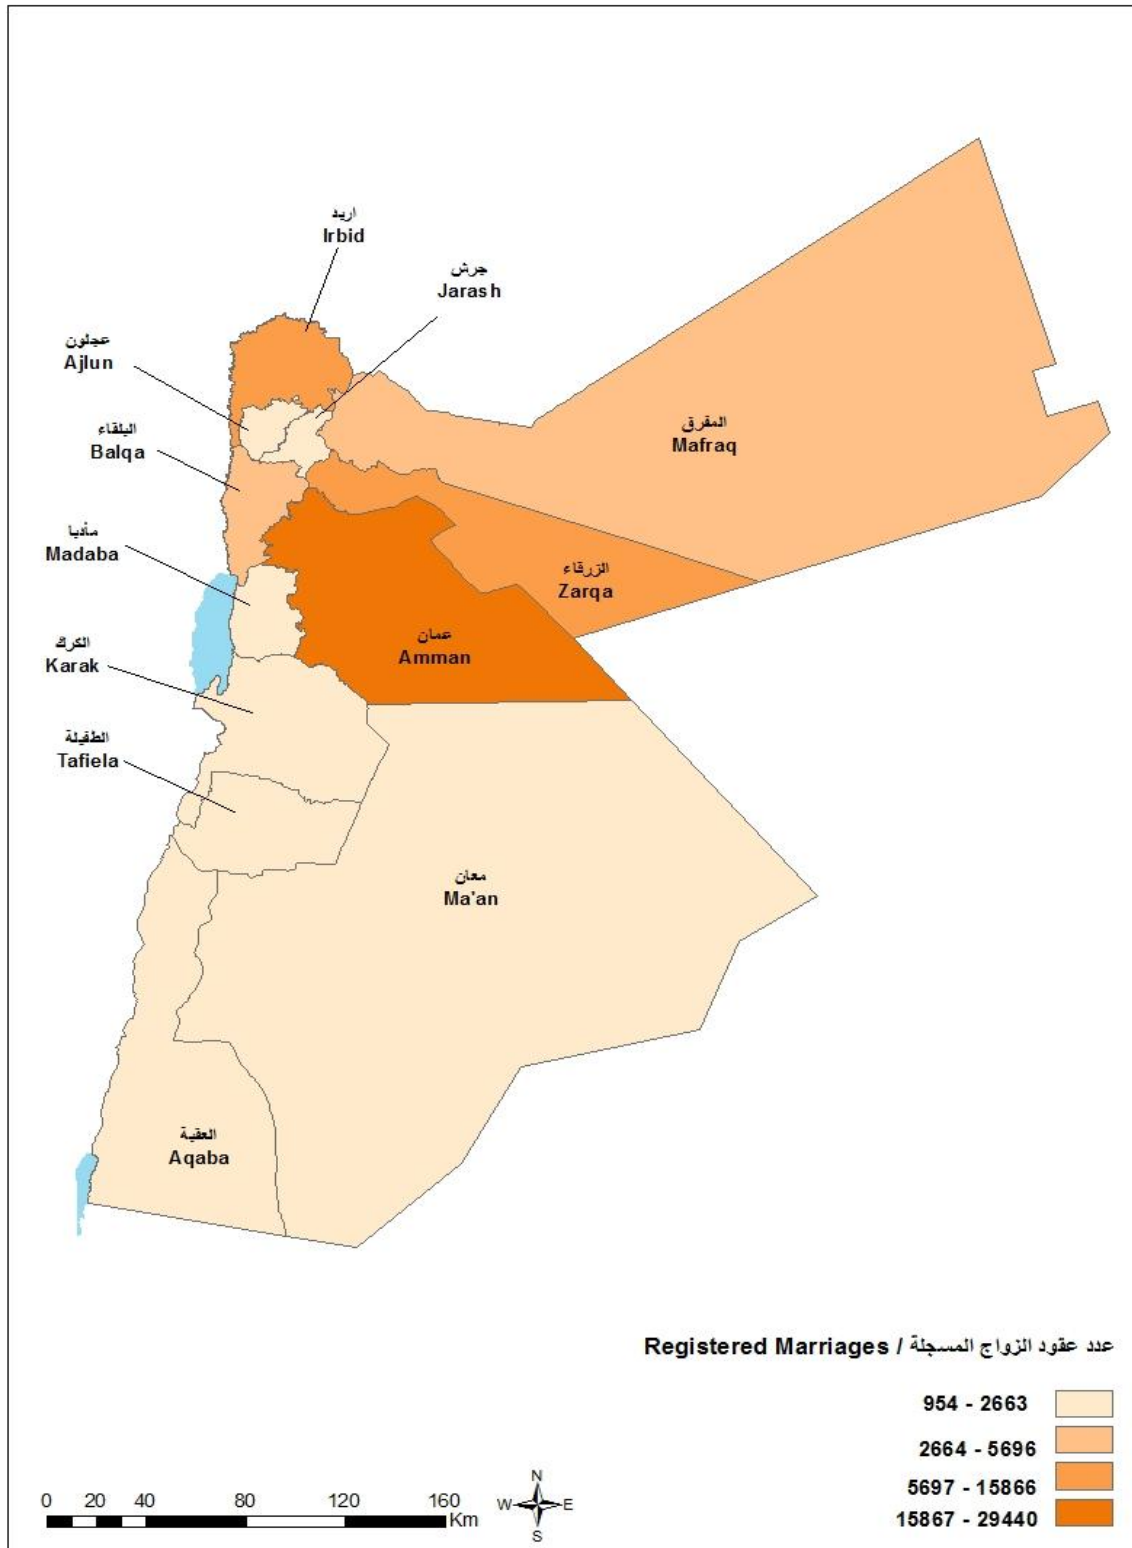 اربد
Irbid
جرش
Jarash
عجلون
Ajlun
البلقاء
Balqa
المفرق
Mafraq
مأدبا
Madaba
الزرقاء
Zarqa
عمان
Amman
الكرك
Karak
الطفيلة
Tafiela
معان
Ma'an
العقبة
Aqaba
Registered Marriages / عدد عقود الزواج المسجلة
954 - 2663
2664 - 5696
5697 - 15866
15867 - 29440
0 20 40 80 120 160
Km
N
W E
S